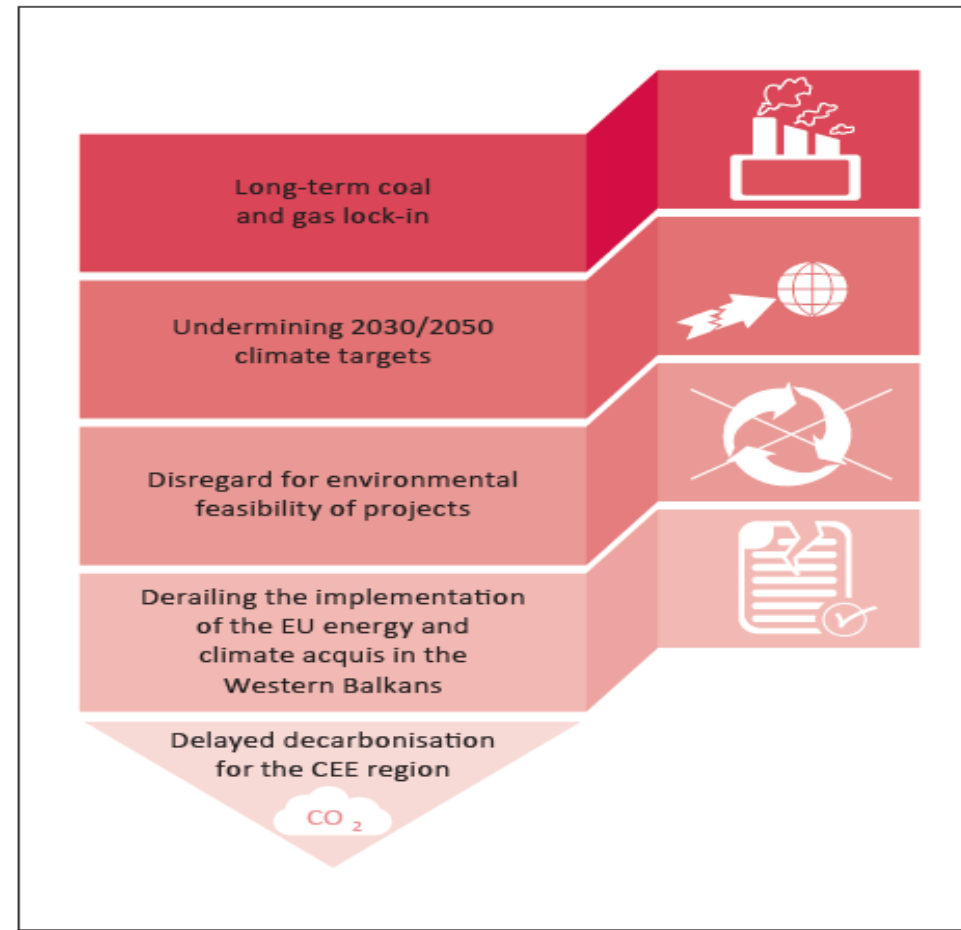 Long-term coal
and gas lock-in
Undermining 2030/2050
climate targets
Disregard for environmental
feasibility of projects
Derailing the implementation
of the EU energy and
climate acquis in the
Western Balkans
Delayed decarbonisation
for the CEE region
CO 2